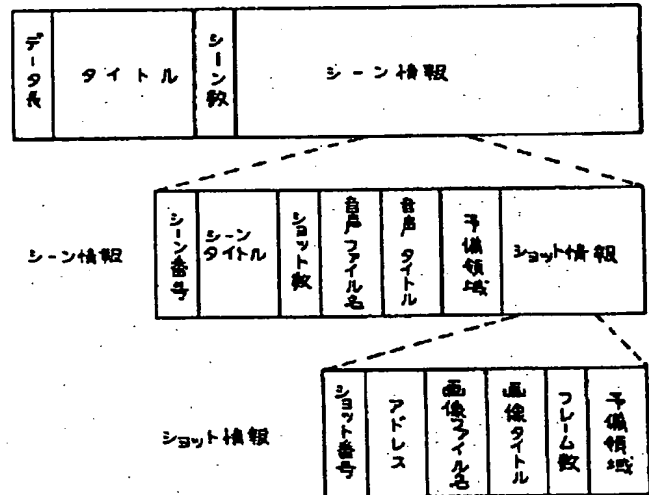 データ長
タイトル
シーン数
シーン情報
シーン情報
シーン番号
シーン
タイトル
ショット数
音声ファイル名
音声タイトル
予備領域
ショット情報
ショット情報
ショット番号
アドレス
画像ファイル名
画像タイトル
フレーム数
予備領域